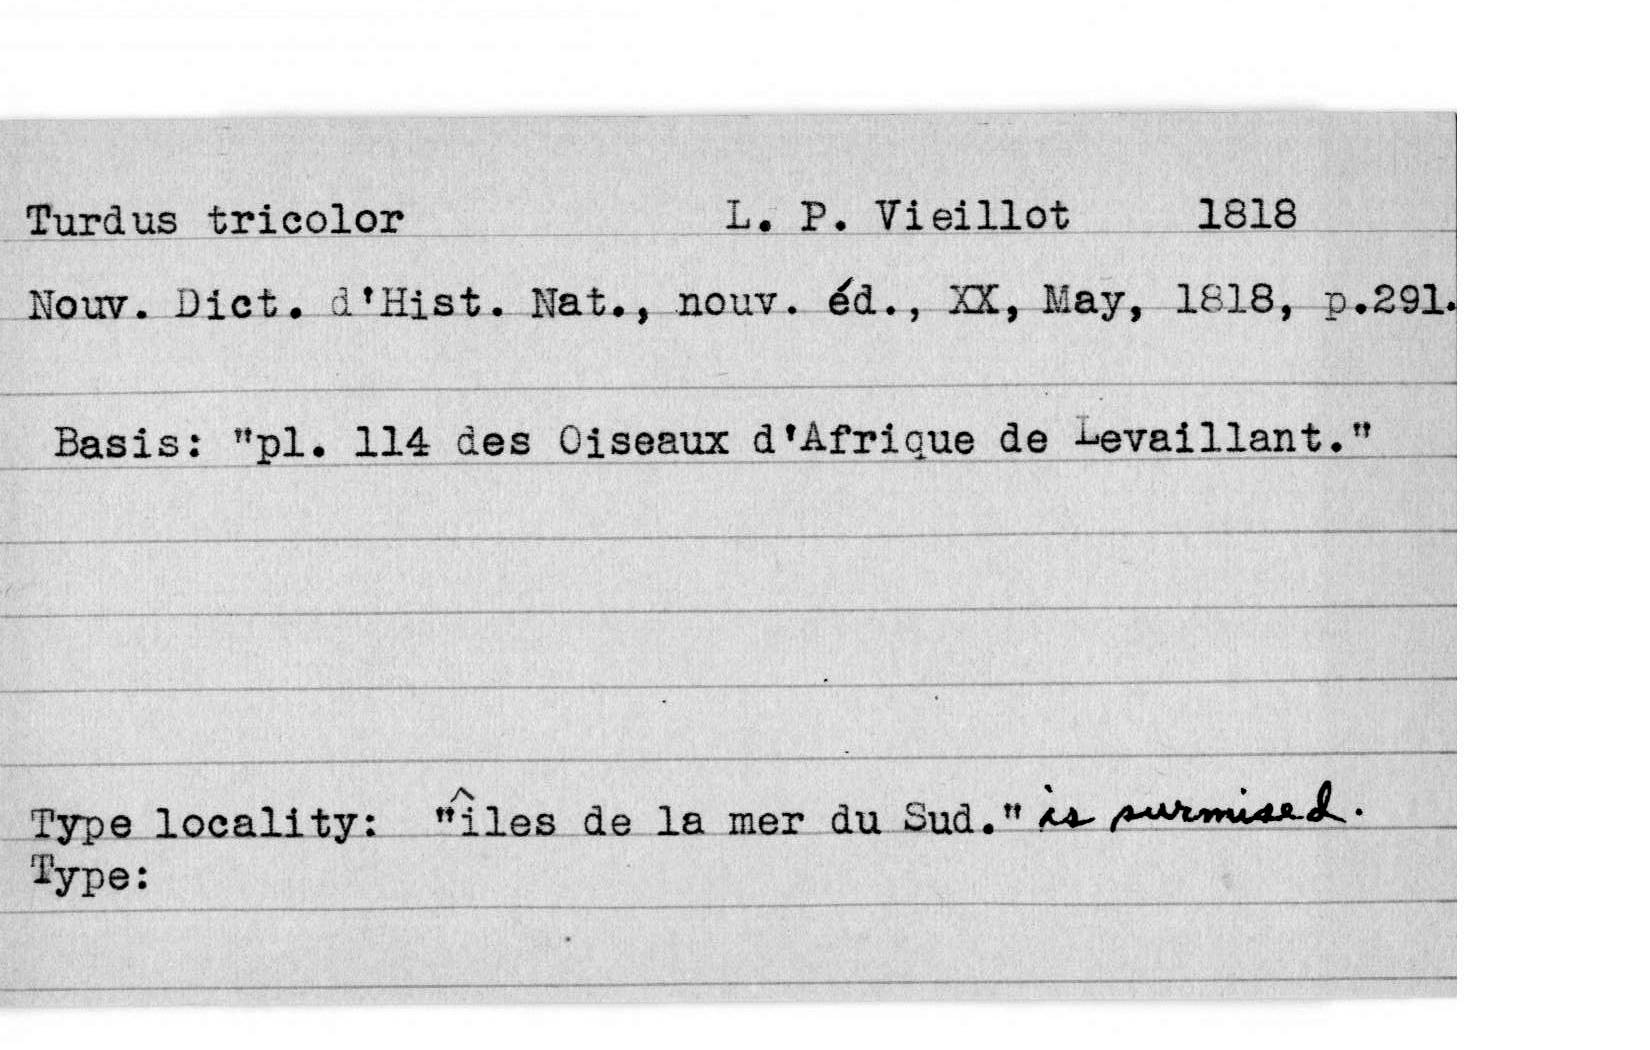 Turdus tricolor L. P. Vieillot 1818
Nouv. Dict. d'Hist. Nat., nouv. éd., XX, May, 1818, p.291.
Basis: "pl. 114 des Oiseaux d'Afrique de Levaillant."
Type locality: "îles de la mer du Sud." is surmised.
Type: